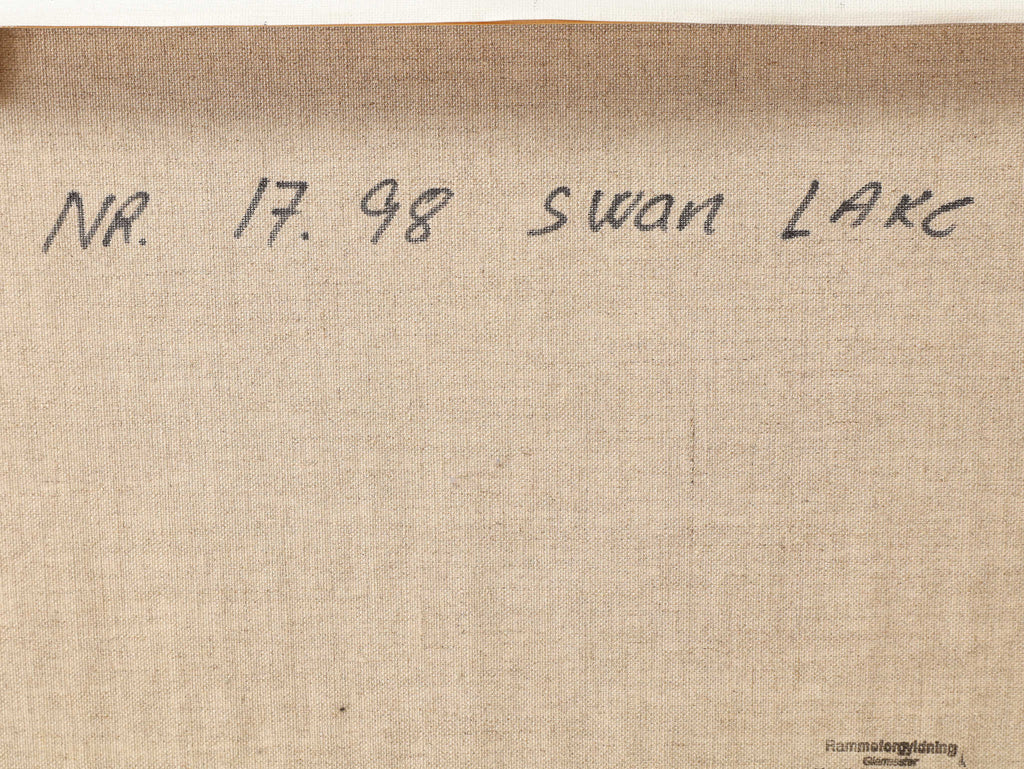 NR. 17. 98 SWAN LAKE
Rammeforgyldning
Glarmester